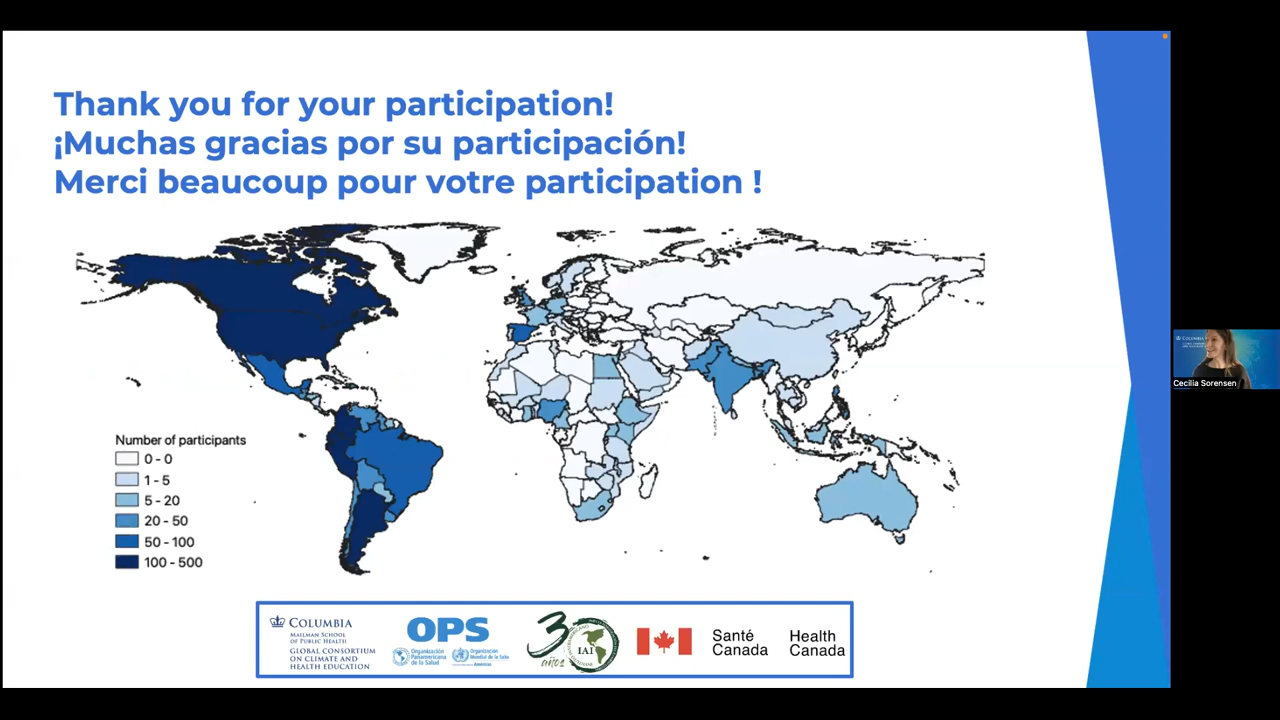 Thank you for your participation!
¡Muchas gracias por su participación!
Merci beaucoup pour votre participation !
Number of participants
0 - 0
1 - 5
5 - 20
20 - 50
50 - 100
100 - 500
COLUMBIA
MAILMAN SCHOOL
OF PUBLIC HEALTH
GLOBAL CONSORTIUM
ON CLIMATE AND
HEALTH EDUCATION
OPS
Organización
Panamericana
de la Salud
Organización
Mundial de la Salud
Américas
30
años
IAI
Santé
Canada
Health
Canada
COLUMBIA
Cecilia Sorensen